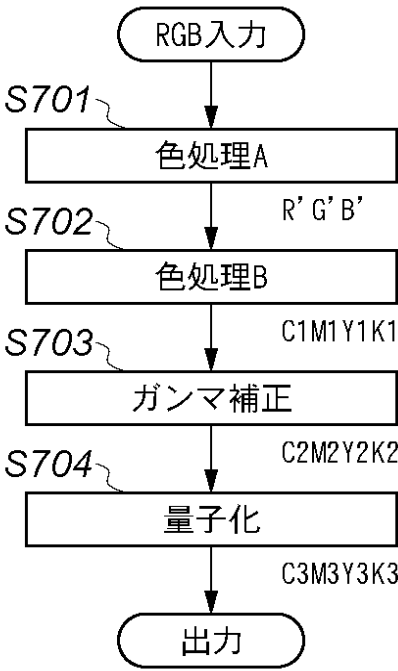 RGB入力
S701
色処理A
R'G'B'
S702
色処理B
C1M1Y1K1
S703
ガンマ補正
C2M2Y2K2
S704
量子化
C3M3Y3K3
出力